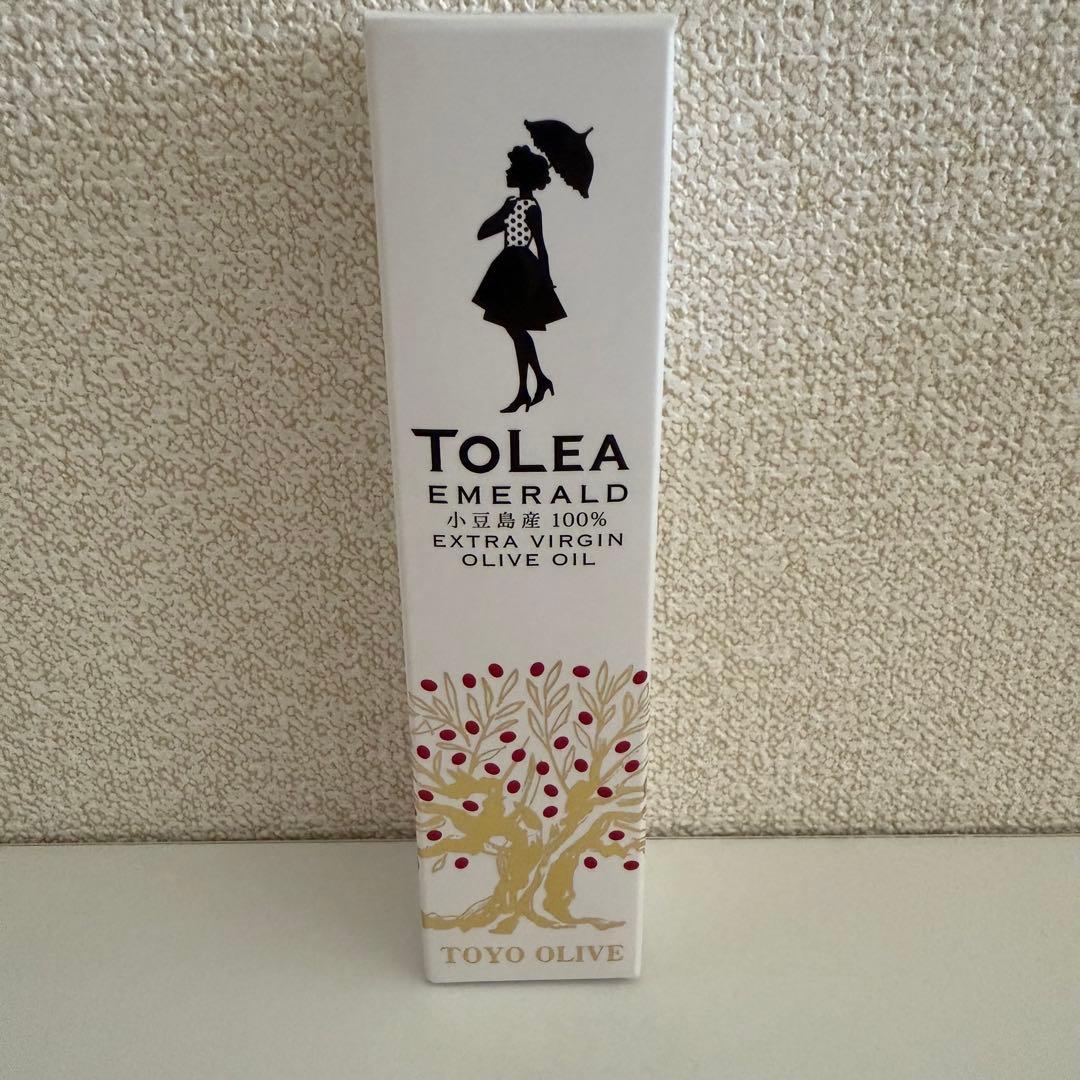 TOLEA
EMERALD
小豆島産 100%
EXTRA VIRGIN
OLIVE OIL
TOYO OLIVE